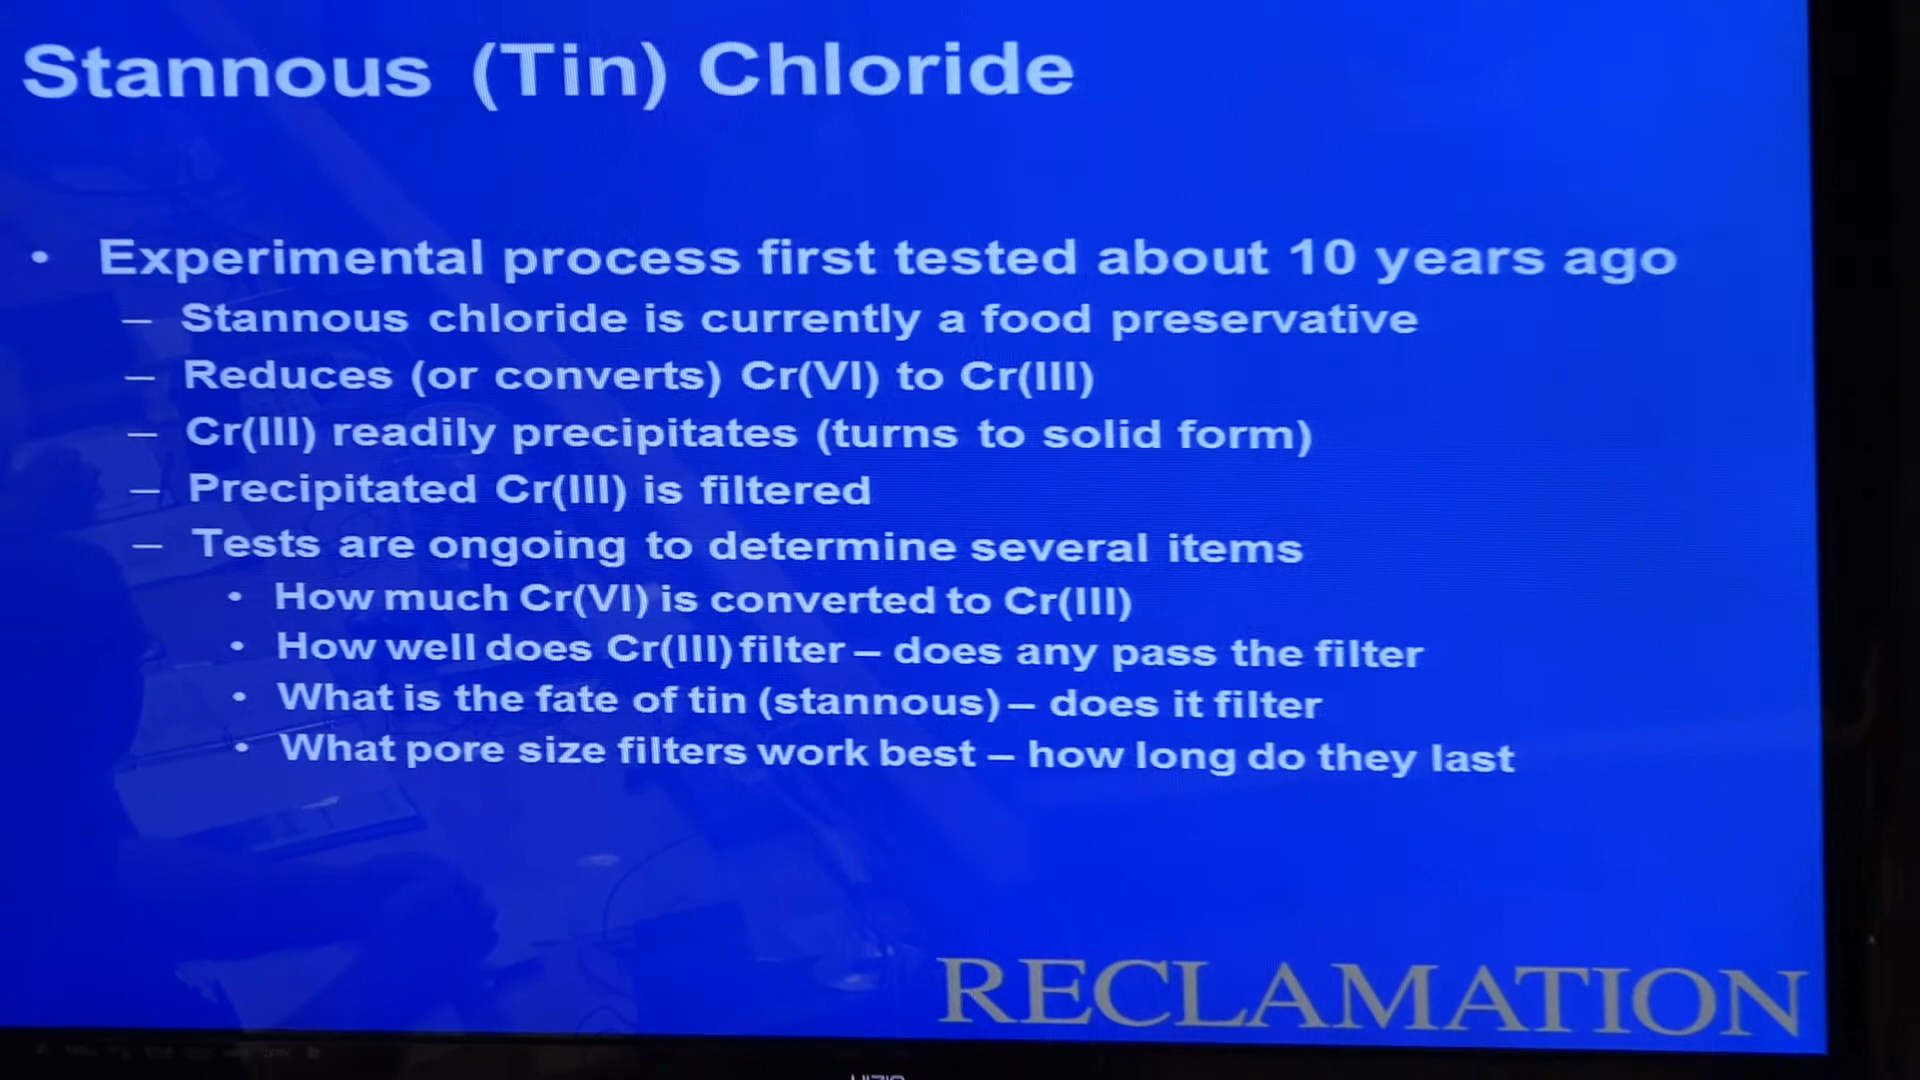 Stannous (Tin) Chloride
• Experimental process first tested about 10 years ago
– Stannous chloride is currently a food preservative
– Reduces (or converts) Cr(VI) to Cr(III)
– Cr(III) readily precipitates (turns to solid form)
– Precipitated Cr(III) is filtered
– Tests are ongoing to determine several items
• How much Cr(VI) is converted to Cr(III)
• How well does Cr(III) filter – does any pass the filter
• What is the fate of tin (stannous) – does it filter
• What pore size filters work best – how long do they last
RECLAMATION
VIZIO